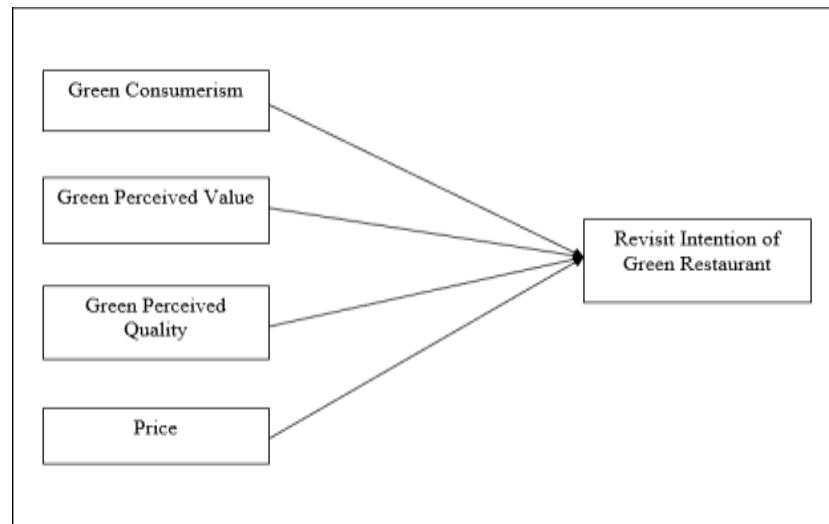 Green Consumerism
Green Perceived Value
Green Perceived
Quality
Price
Revisit Intention of
Green Restaurant